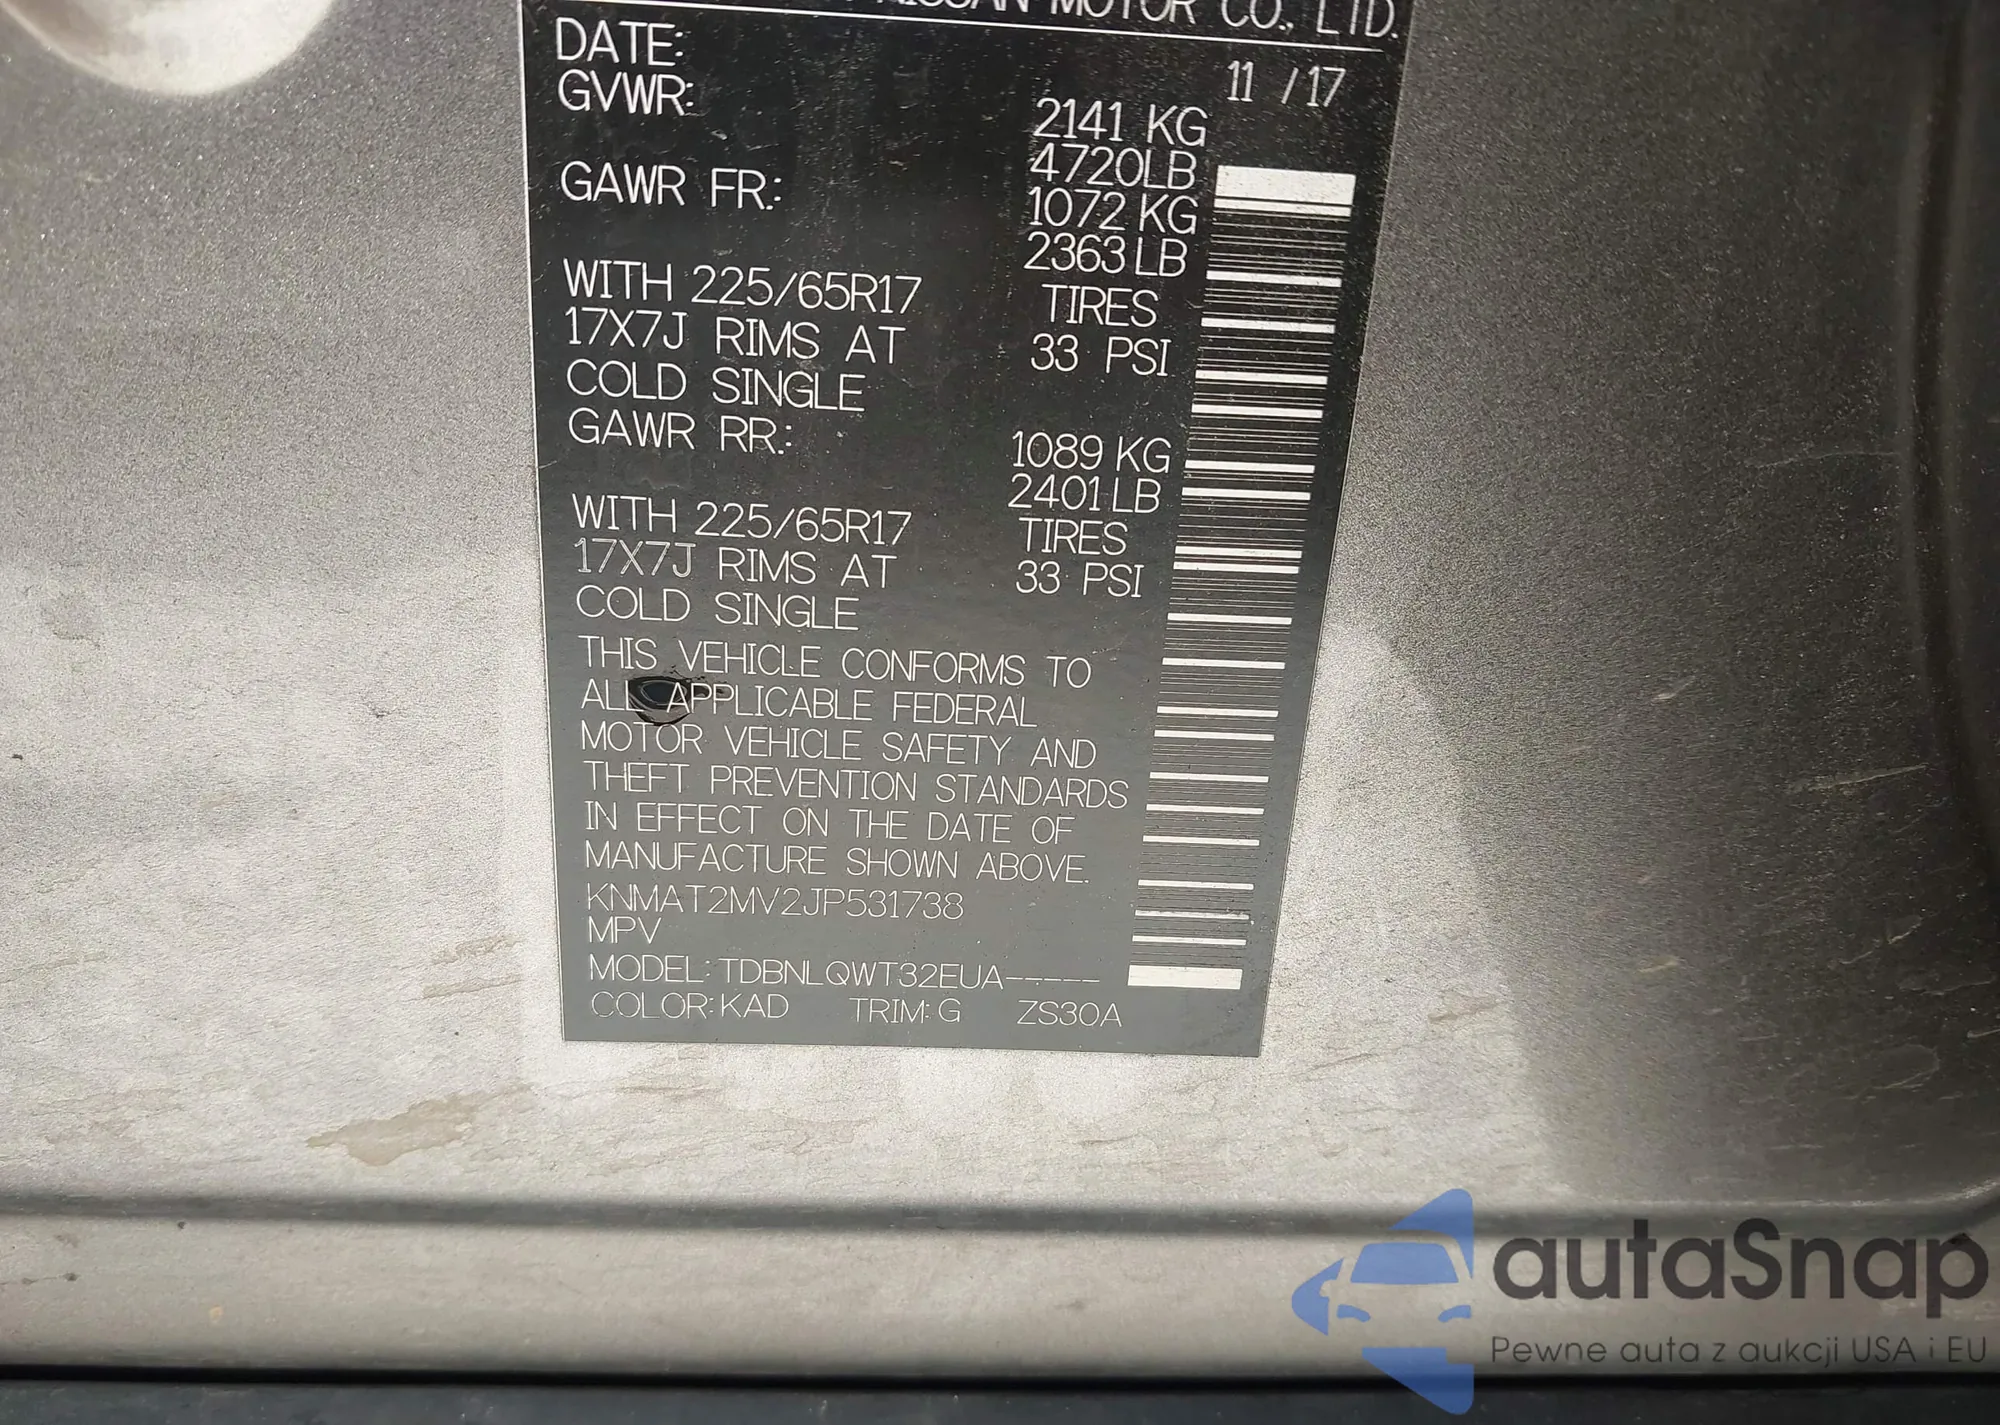 NISSAN MOTOR CO., LTD.
DATE: 11 /17
GVWR: 2141 KG
4720LB
GAWR FR: 1072 KG
2363 LB
WITH 225/65R17 TIRES
17X7J RIMS AT 33 PSI
COLD SINGLE
GAWR RR: 1089 KG
2401 LB
WITH 225/65R17 TIRES
17X7J RIMS AT 33 PSI
COLD SINGLE
THIS VEHICLE CONFORMS TO
ALL APPLICABLE FEDERAL
MOTOR VEHICLE SAFETY AND
THEFT PREVENTION STANDARDS
IN EFFECT ON THE DATE OF
MANUFACTURE SHOWN ABOVE.
KNMAT2MV2JP531738
MPV
MODEL: TDBNLQWT32EUA-----
COLOR: KAD TRIM: G ZS30A
autaSnap
Pewne auta z aukcji USA i EU